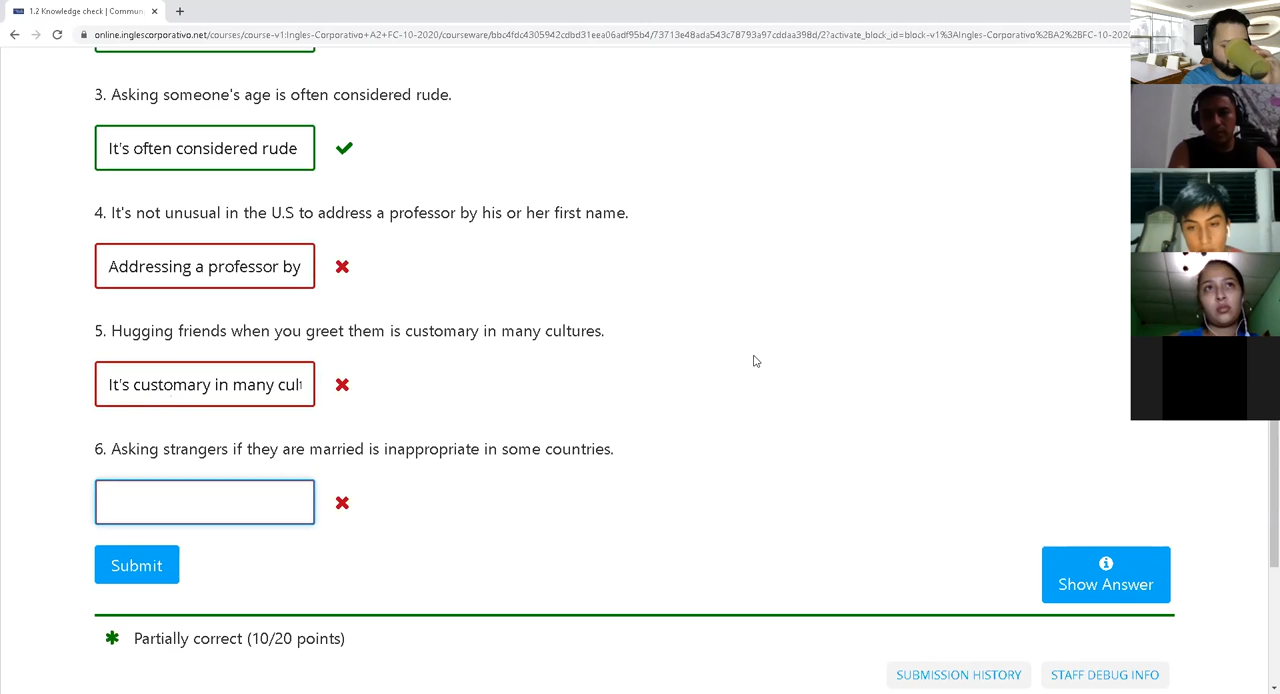 1.2 Knowledge check | Commun
online.inglescorporativo.net/courses/course-v1:Ingles-Corporativo+A2+FC-10-2020/courseware/bbc4fdc4305942cdbd31eea06adf95b4/73713e48ada543c78793a97cddaa398d/2?activate_block_id=block-v1%3AIngles-Corporativo%2BA2%2BFC-10-2020
3. Asking someone's age is often considered rude.
It's often considered rude
4. It's not unusual in the U.S to address a professor by his or her first name.
Addressing a professor by
5. Hugging friends when you greet them is customary in many cultures.
It's customary in many cult
6. Asking strangers if they are married is inappropriate in some countries.
Submit
Show Answer
Partially correct (10/20 points)
SUBMISSION HISTORY
STAFF DEBUG INFO